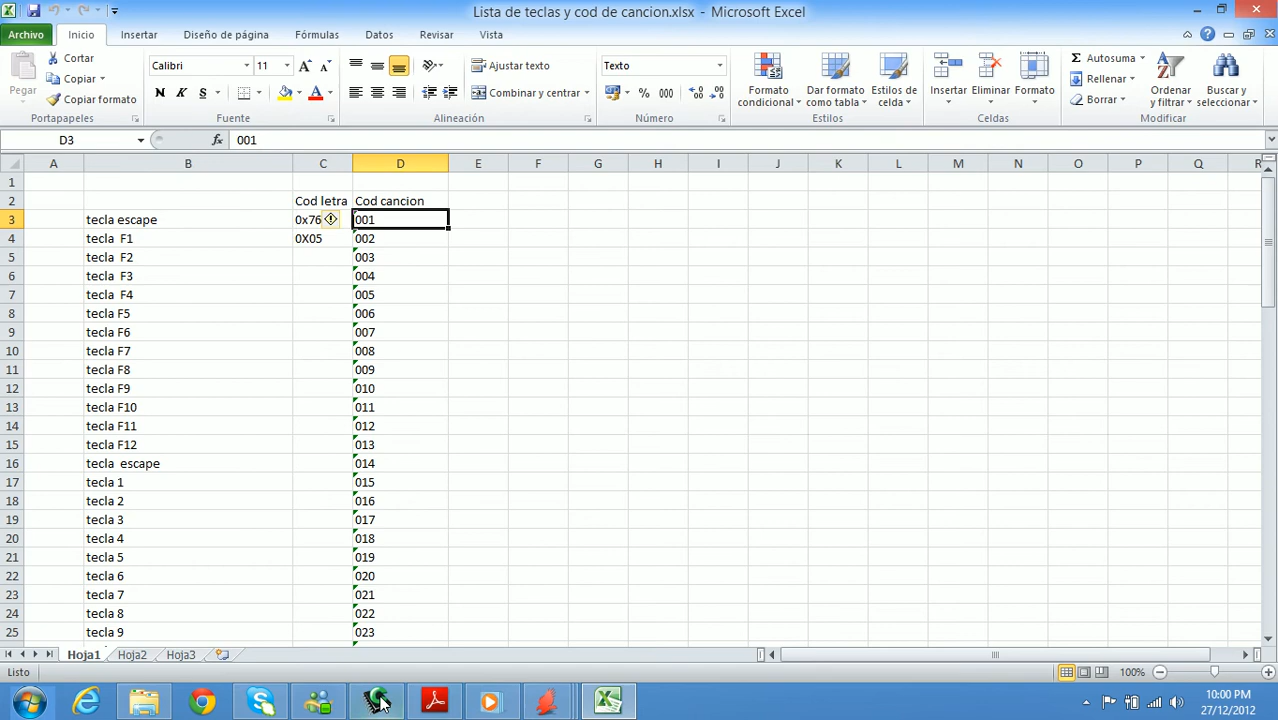 Lista de teclas y cod de cancion.xlsx - Microsoft Excel
Archivo Inicio Insertar Diseño de página Fórmulas Datos Revisar Vista
Pegar Cortar Copiar Copiar formato
Calibri 11 N K S
Ajustar texto Combinar y centrar
Texto % 000
Formato condicional Dar formato como tabla Estilos de celda
Insertar Eliminar Formato
Σ Autosuma Rellenar Borrar Ordenar y filtrar Buscar y seleccionar
Portapapeles Fuente Alineación Número Estilos Celdas Modificar
D3 fx 001
A B C D E F G H I J K L M N O P Q R
1
2 Cod letra Cod cancion
3 tecla escape 0x76 001
4 tecla F1 0X05 002
5 tecla F2 003
6 tecla F3 004
7 tecla F4 005
8 tecla F5 006
9 tecla F6 007
10 tecla F7 008
11 tecla F8 009
12 tecla F9 010
13 tecla F10 011
14 tecla F11 012
15 tecla F12 013
16 tecla escape 014
17 tecla 1 015
18 tecla 2 016
19 tecla 3 017
20 tecla 4 018
21 tecla 5 019
22 tecla 6 020
23 tecla 7 021
24 tecla 8 022
25 tecla 9 023
Hoja1 Hoja2 Hoja3
Listo 100%
10:00 PM
27/12/2012